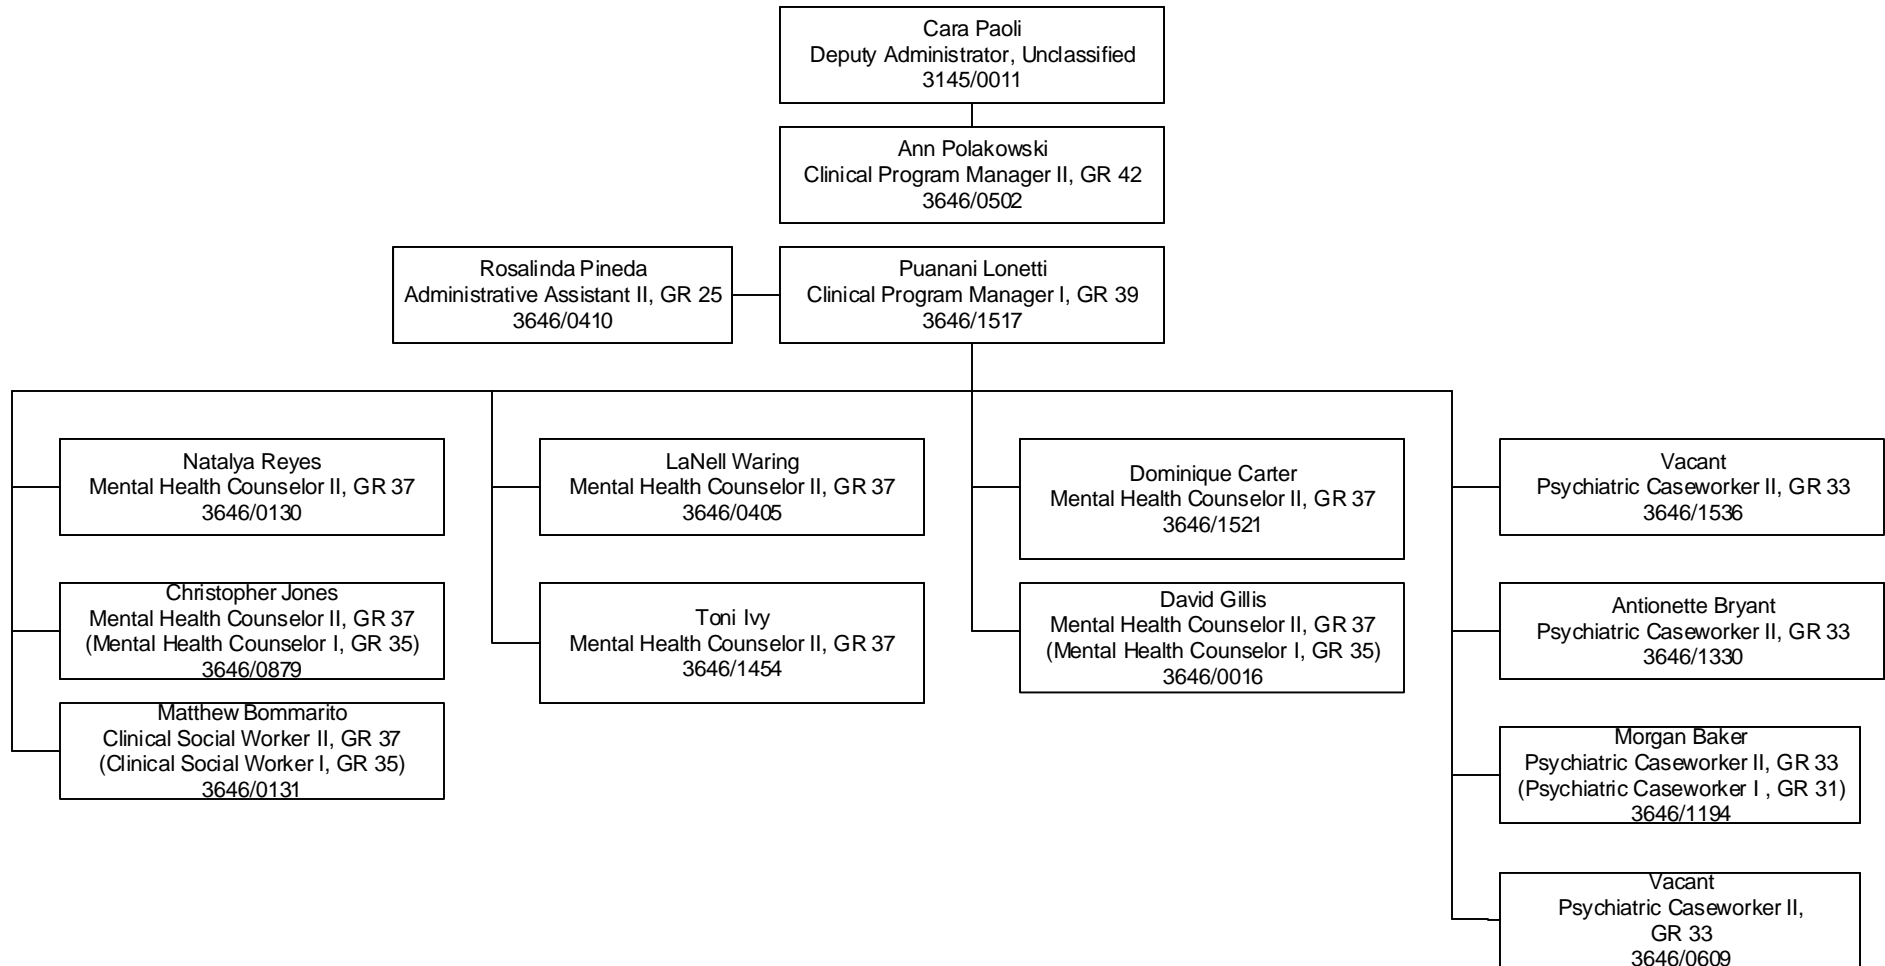 Cara Paoli
Deputy Administrator, Unclassified
3145/0011
Ann Polakowski
Clinical Program Manager II, GR 42
3646/0502
Rosalinda Pineda
Administrative Assistant II, GR 25
3646/0410
Puanani Lonetti
Clinical Program Manager I, GR 39
3646/1517
Natalya Reyes
Mental Health Counselor II, GR 37
3646/0130
Christopher Jones
Mental Health Counselor II, GR 37
(Mental Health Counselor I, GR 35)
3646/0879
Matthew Bommarito
Clinical Social Worker II, GR 37
(Clinical Social Worker I, GR 35)
3646/0131
LaNell Waring
Mental Health Counselor II, GR 37
3646/0405
Toni Ivy
Mental Health Counselor II, GR 37
3646/1454
Dominique Carter
Mental Health Counselor II, GR 37
3646/1521
David Gillis
Mental Health Counselor II, GR 37
(Mental Health Counselor I, GR 35)
3646/0016
Vacant
Psychiatric Caseworker II, GR 33
3646/1536
Antionette Bryant
Psychiatric Caseworker II, GR 33
3646/1330
Morgan Baker
Psychiatric Caseworker II, GR 33
(Psychiatric Caseworker I , GR 31)
3646/1194
Vacant
Psychiatric Caseworker II,
GR 33
3646/0609